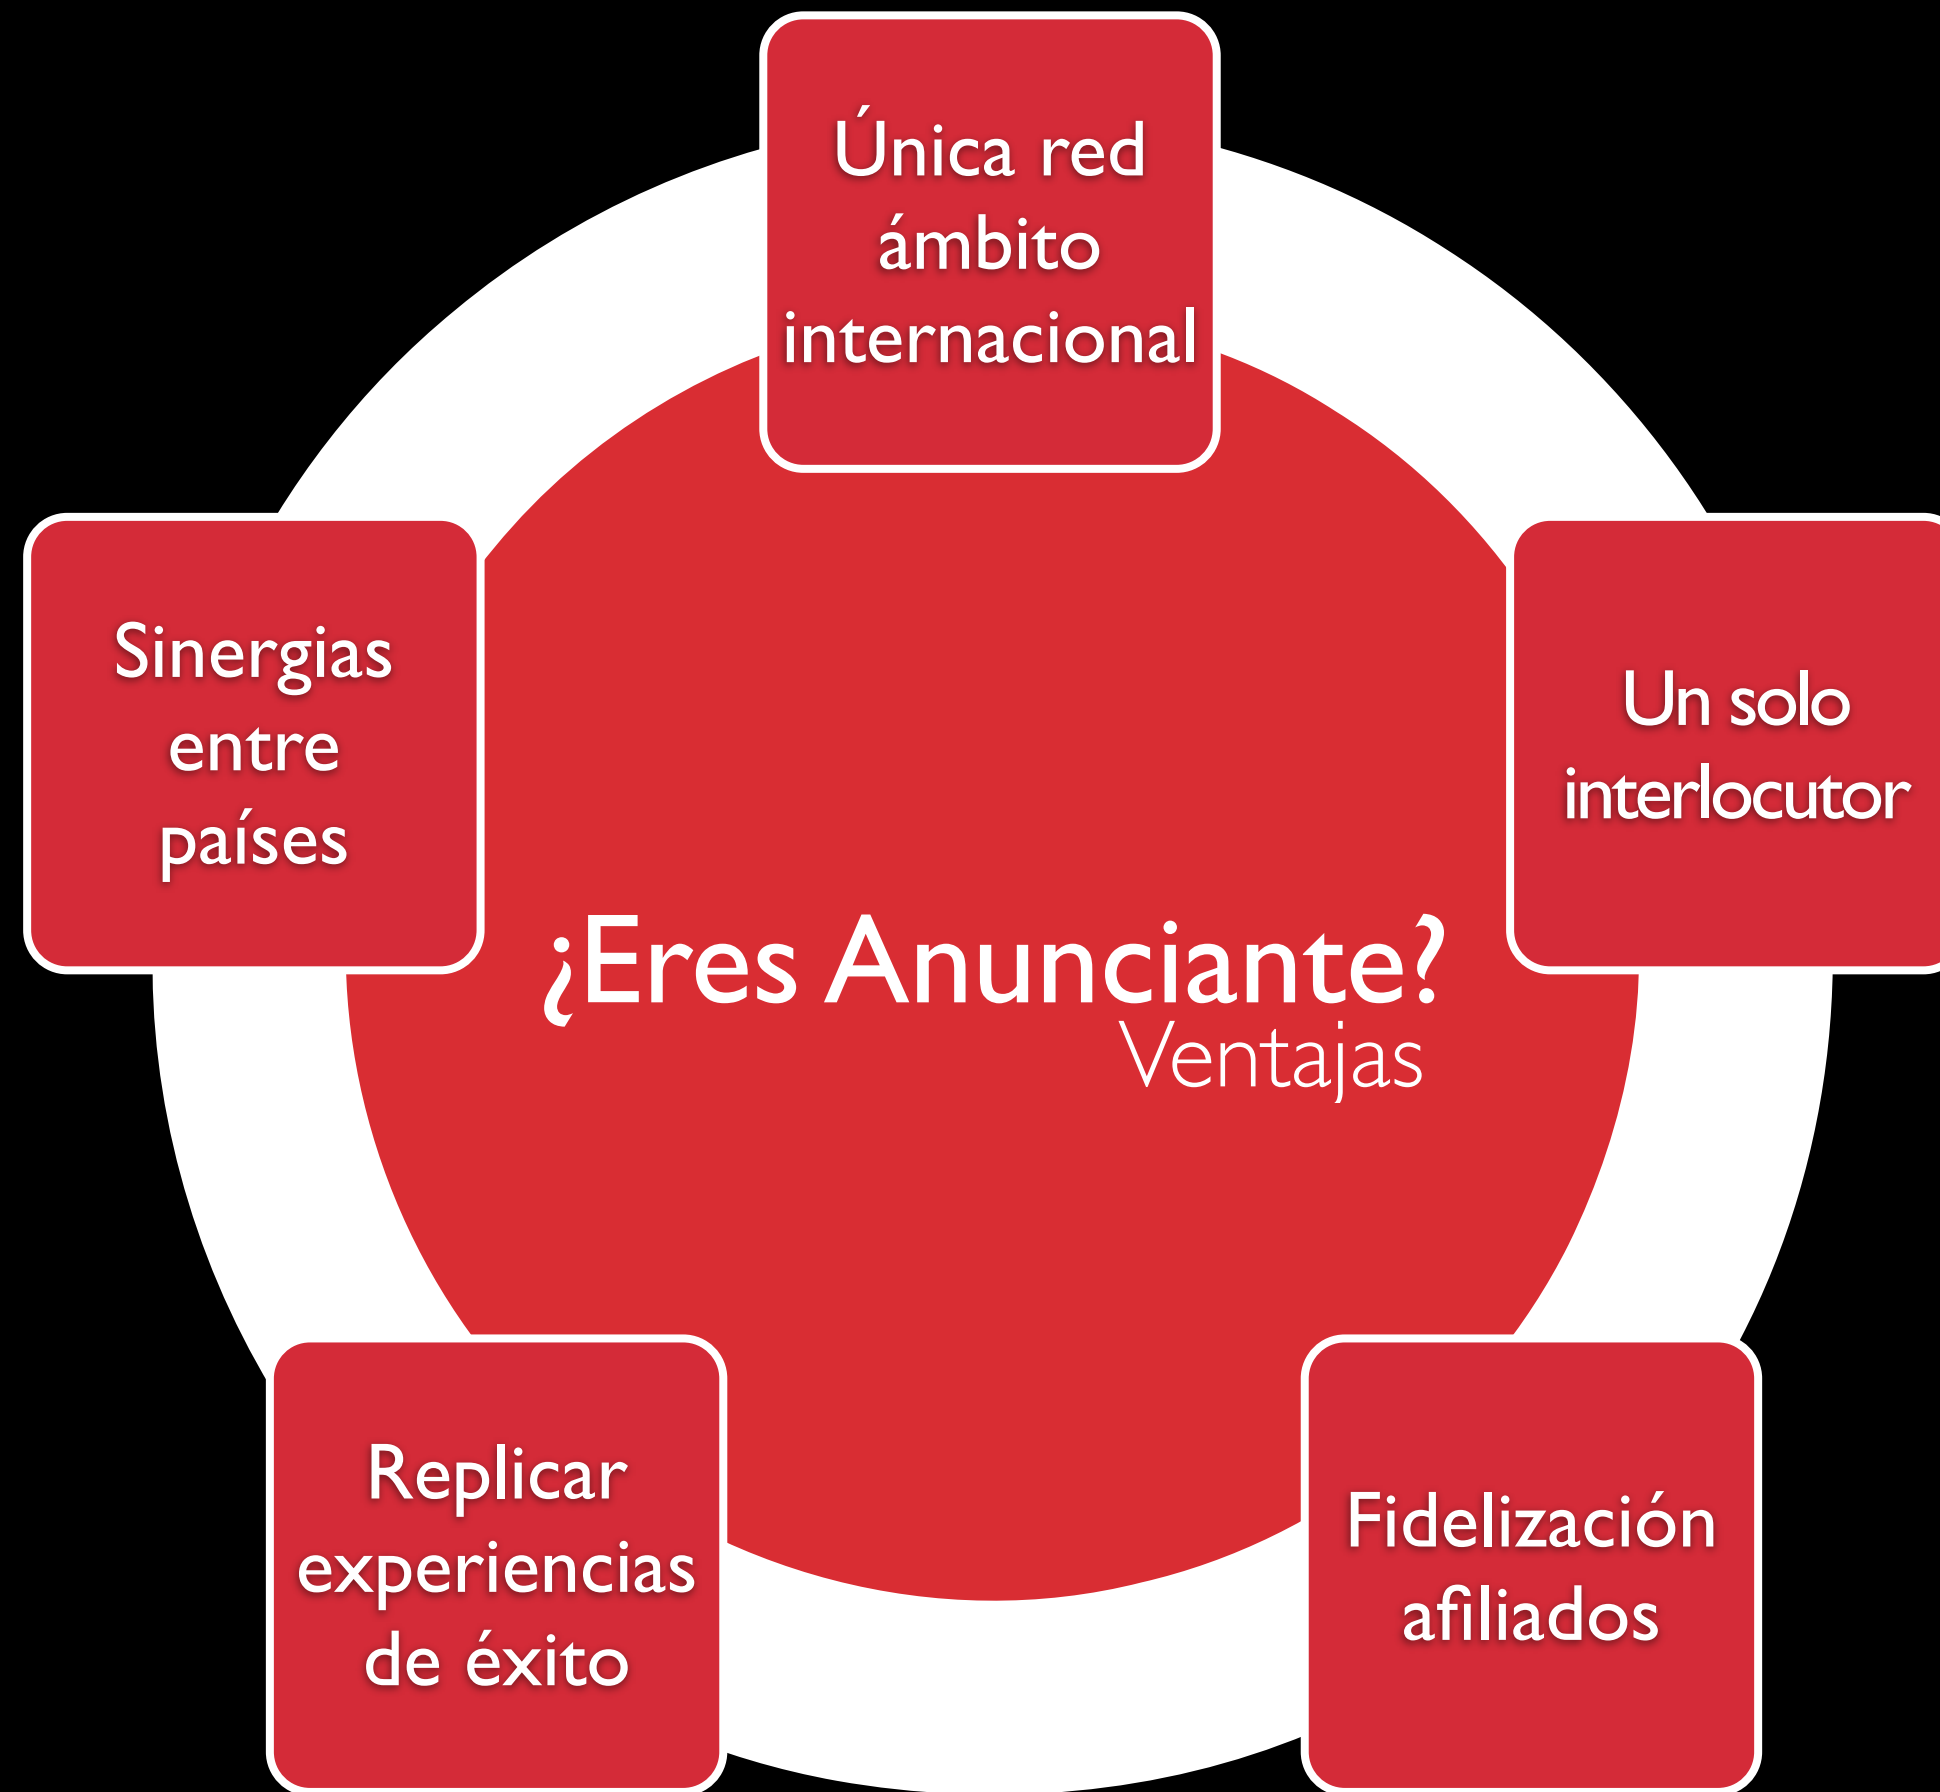 Única red
ámbito
internacional
Sinergias
entre
países
Un solo
interlocutor
¿Eres Anunciante?
Ventajas
Replicar
experiencias
de éxito
Fidelización
afiliados